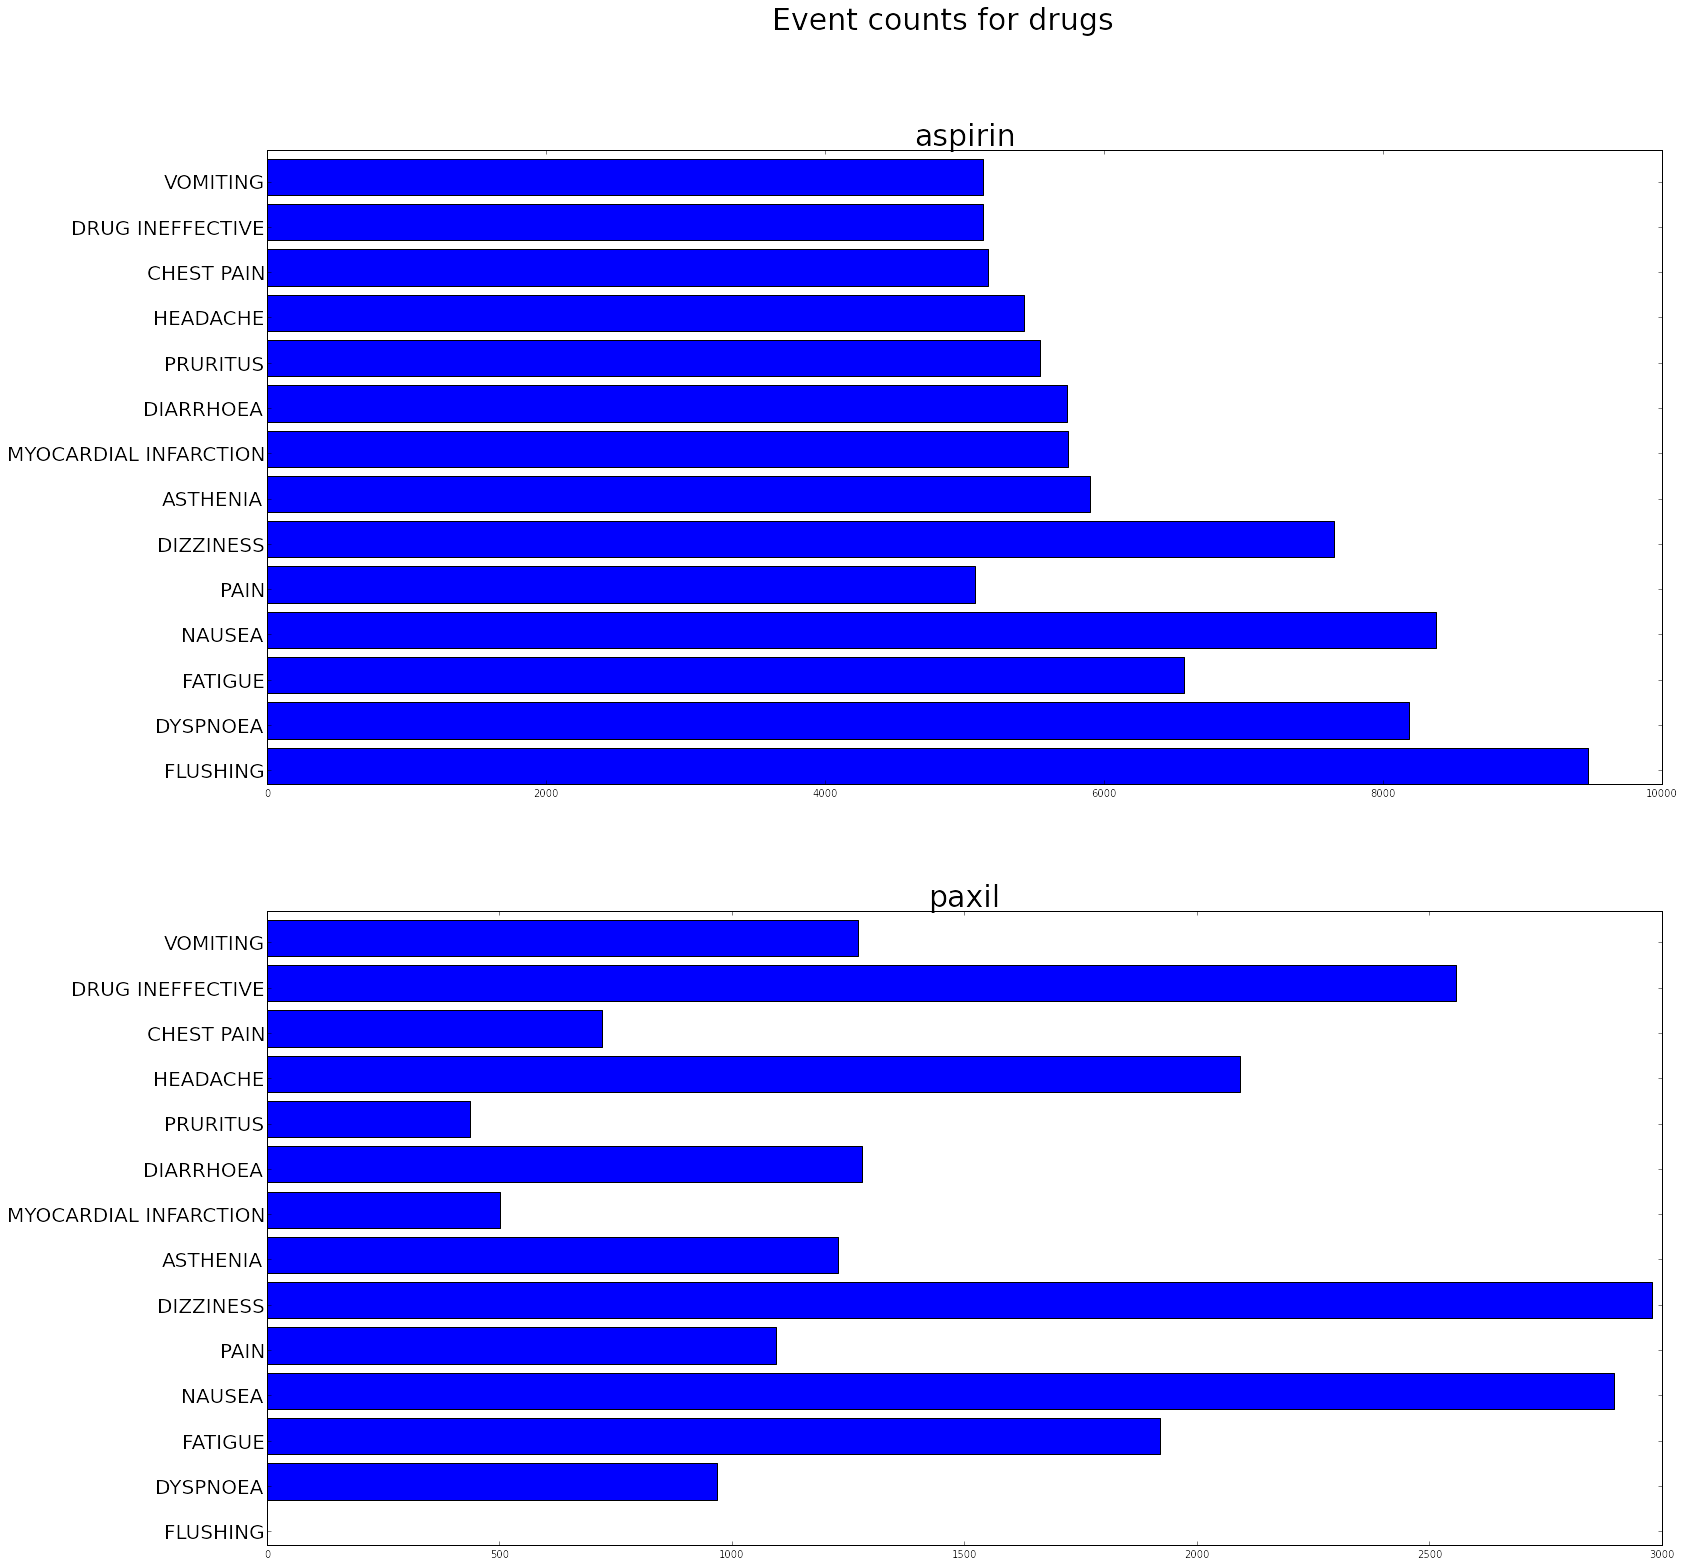 Event counts for drugs
aspirin
VOMITING
DRUG INEFFECTIVE
CHEST PAIN
HEADACHE
PRURITUS
DIARRHOEA
MYOCARDIAL INFARCTION
ASTHENIA
DIZZINESS
PAIN
NAUSEA
FATIGUE
DYSPNOEA
FLUSHING
0 2000 4000 6000 8000 10000
paxil
VOMITING
DRUG INEFFECTIVE
CHEST PAIN
HEADACHE
PRURITUS
DIARRHOEA
MYOCARDIAL INFARCTION
ASTHENIA
DIZZINESS
PAIN
NAUSEA
FATIGUE
DYSPNOEA
FLUSHING
0 500 1000 1500 2000 2500 3000